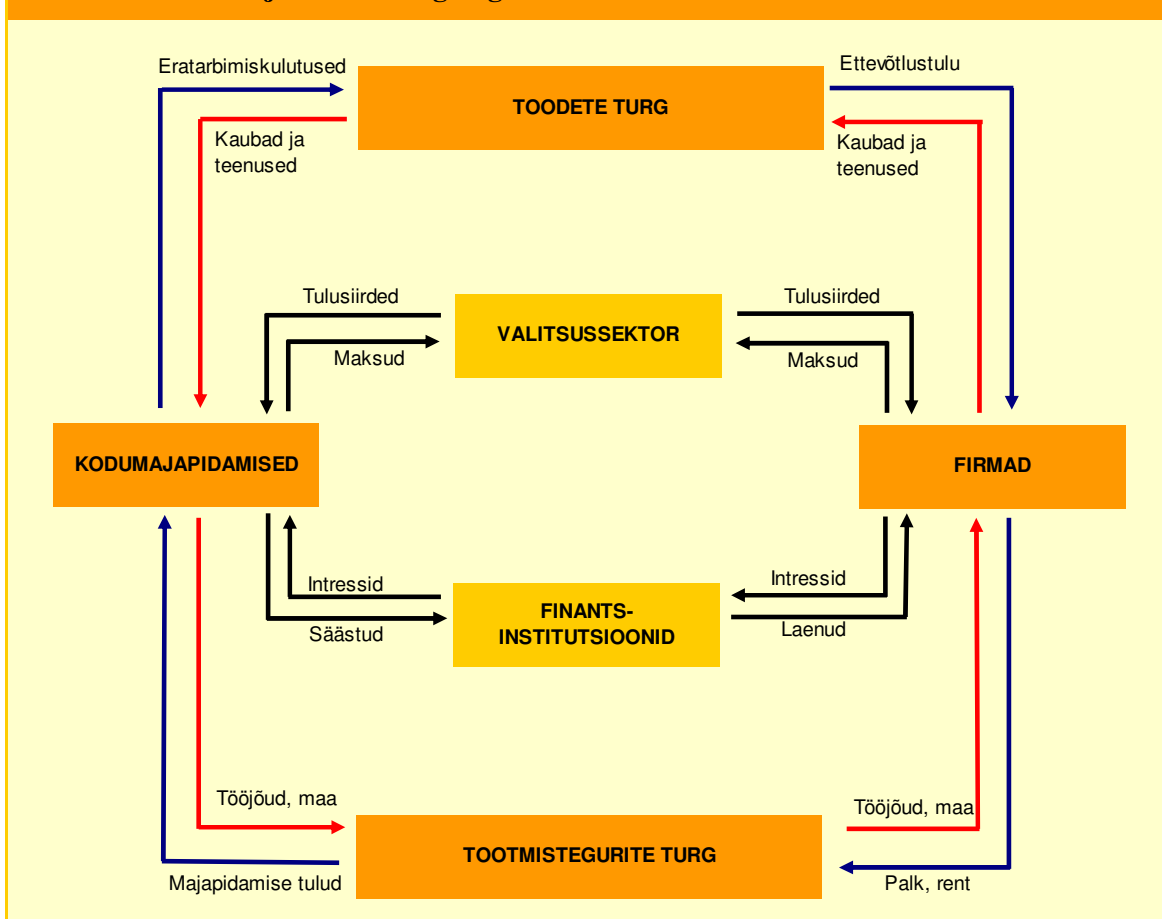 Eratarbimiskulutused
Ettevõtlustulu
TOODETE TURG
Kaubad ja
teenused
Kaubad ja
teenused
Tulusiirded
Tulusiirded
VALITSUSSEKTOR
Maksud
Maksud
KODUMAJAPIDAMISED
FIRMAD
Intressid
Intressid
FINANTS-
INSTITUTSIOONID
Säästud
Laenud
Tööjõud, maa
Tööjõud, maa
TOOTMISTEGURITE TURG
Majapidamise tulud
Palk, rent